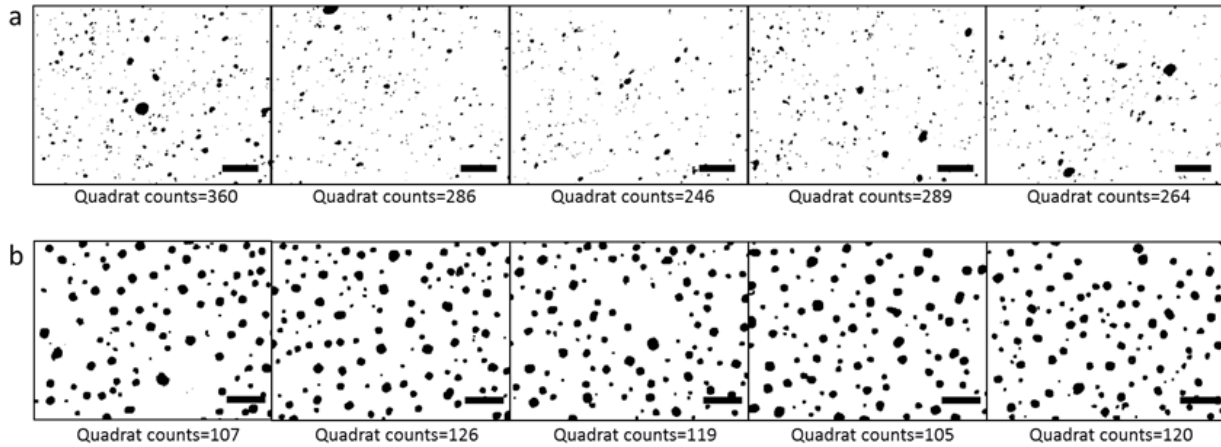 a
Quadrat counts=360 Quadrat counts=286 Quadrat counts=246 Quadrat counts=289 Quadrat counts=264
b
Quadrat counts=107 Quadrat counts=126 Quadrat counts=119 Quadrat counts=105 Quadrat counts=120